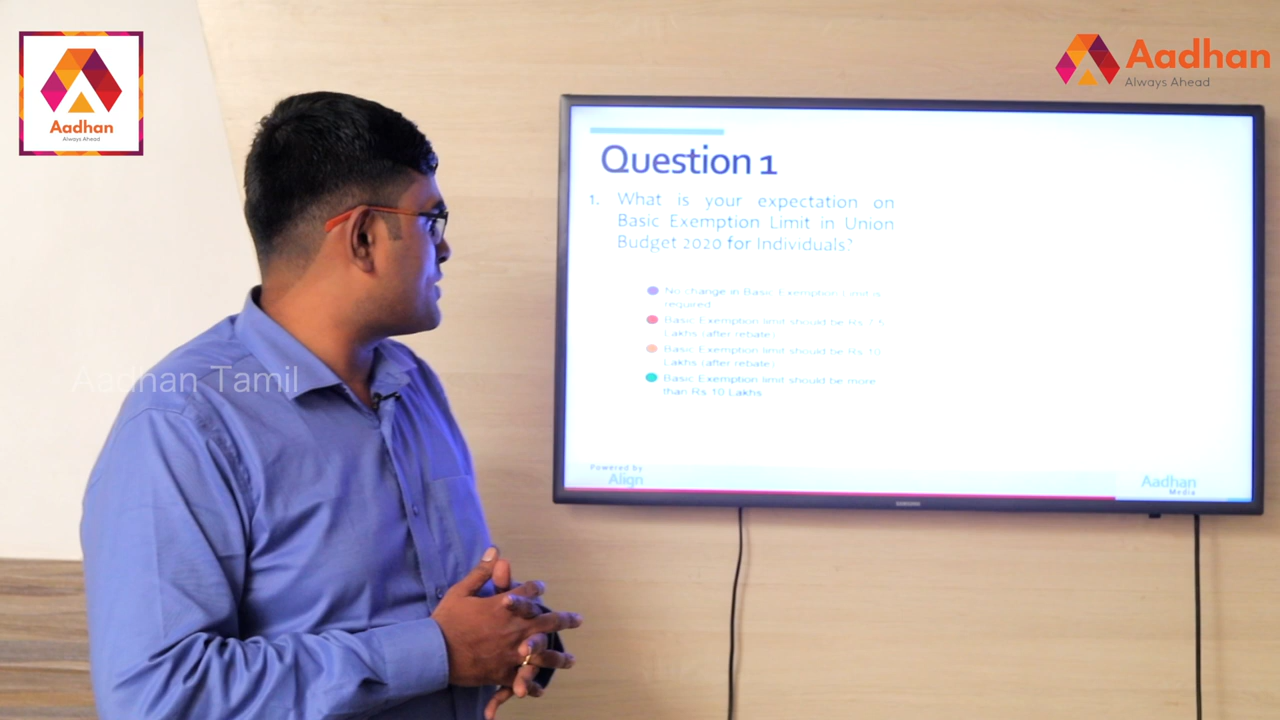 Aadhan
Always Ahead
Aadhan
Always Ahead
Question 1
1. What is your expectation on
Basic Exemption Limit in Union
Budget 2020 for Individuals?
No change in Basic Exemption Limit is
required
Basic Exemption limit should be Rs 7.5
Lakhs (after rebate)
Basic Exemption limit should be Rs 10
Lakhs (after rebate)
Basic Exemption limit should be more
than Rs 10 Lakhs
Aadhan Tamil
Powered by
Align
Aadhan
Media
SAMSUNG